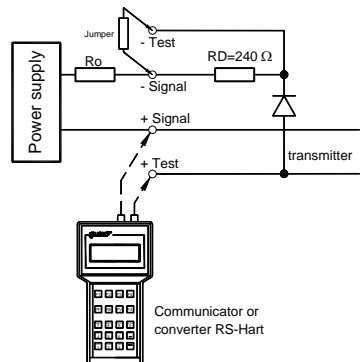 Jumper
- Test
Ro
RD=240 Ω
- Signal
Power supply
+ Signal
transmitter
+ Test
Communicator or
converter RS-Hart